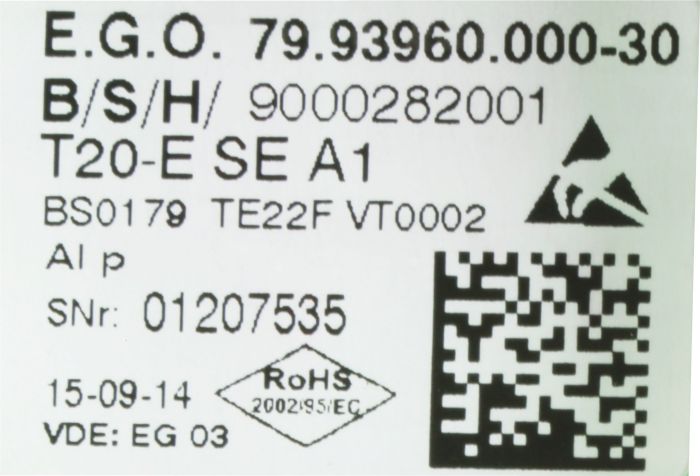 E.G.O. 79.93960.000-30
B/S/H/ 9000282001
T20-E SE A1
BS0179 TE22F VT0002
AI p
SNr: 01207535
RoHS
2002/95/EC
15-09-14
VDE: EG 03